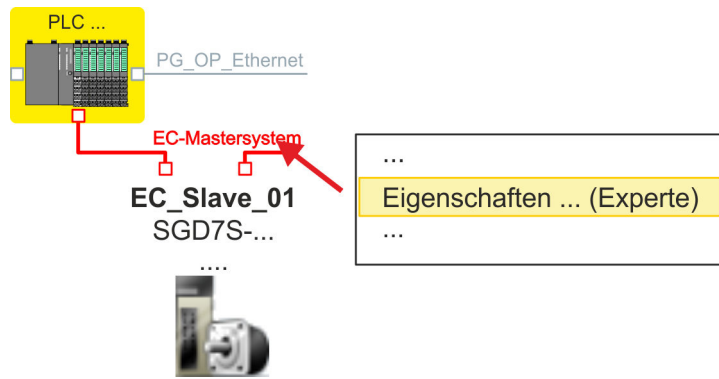 PLC ...
PG_OP_Ethernet
EC-Mastersystem
EC_Slave_01
SGD7S-...
....
...
Eigenschaften ... (Experte)
...